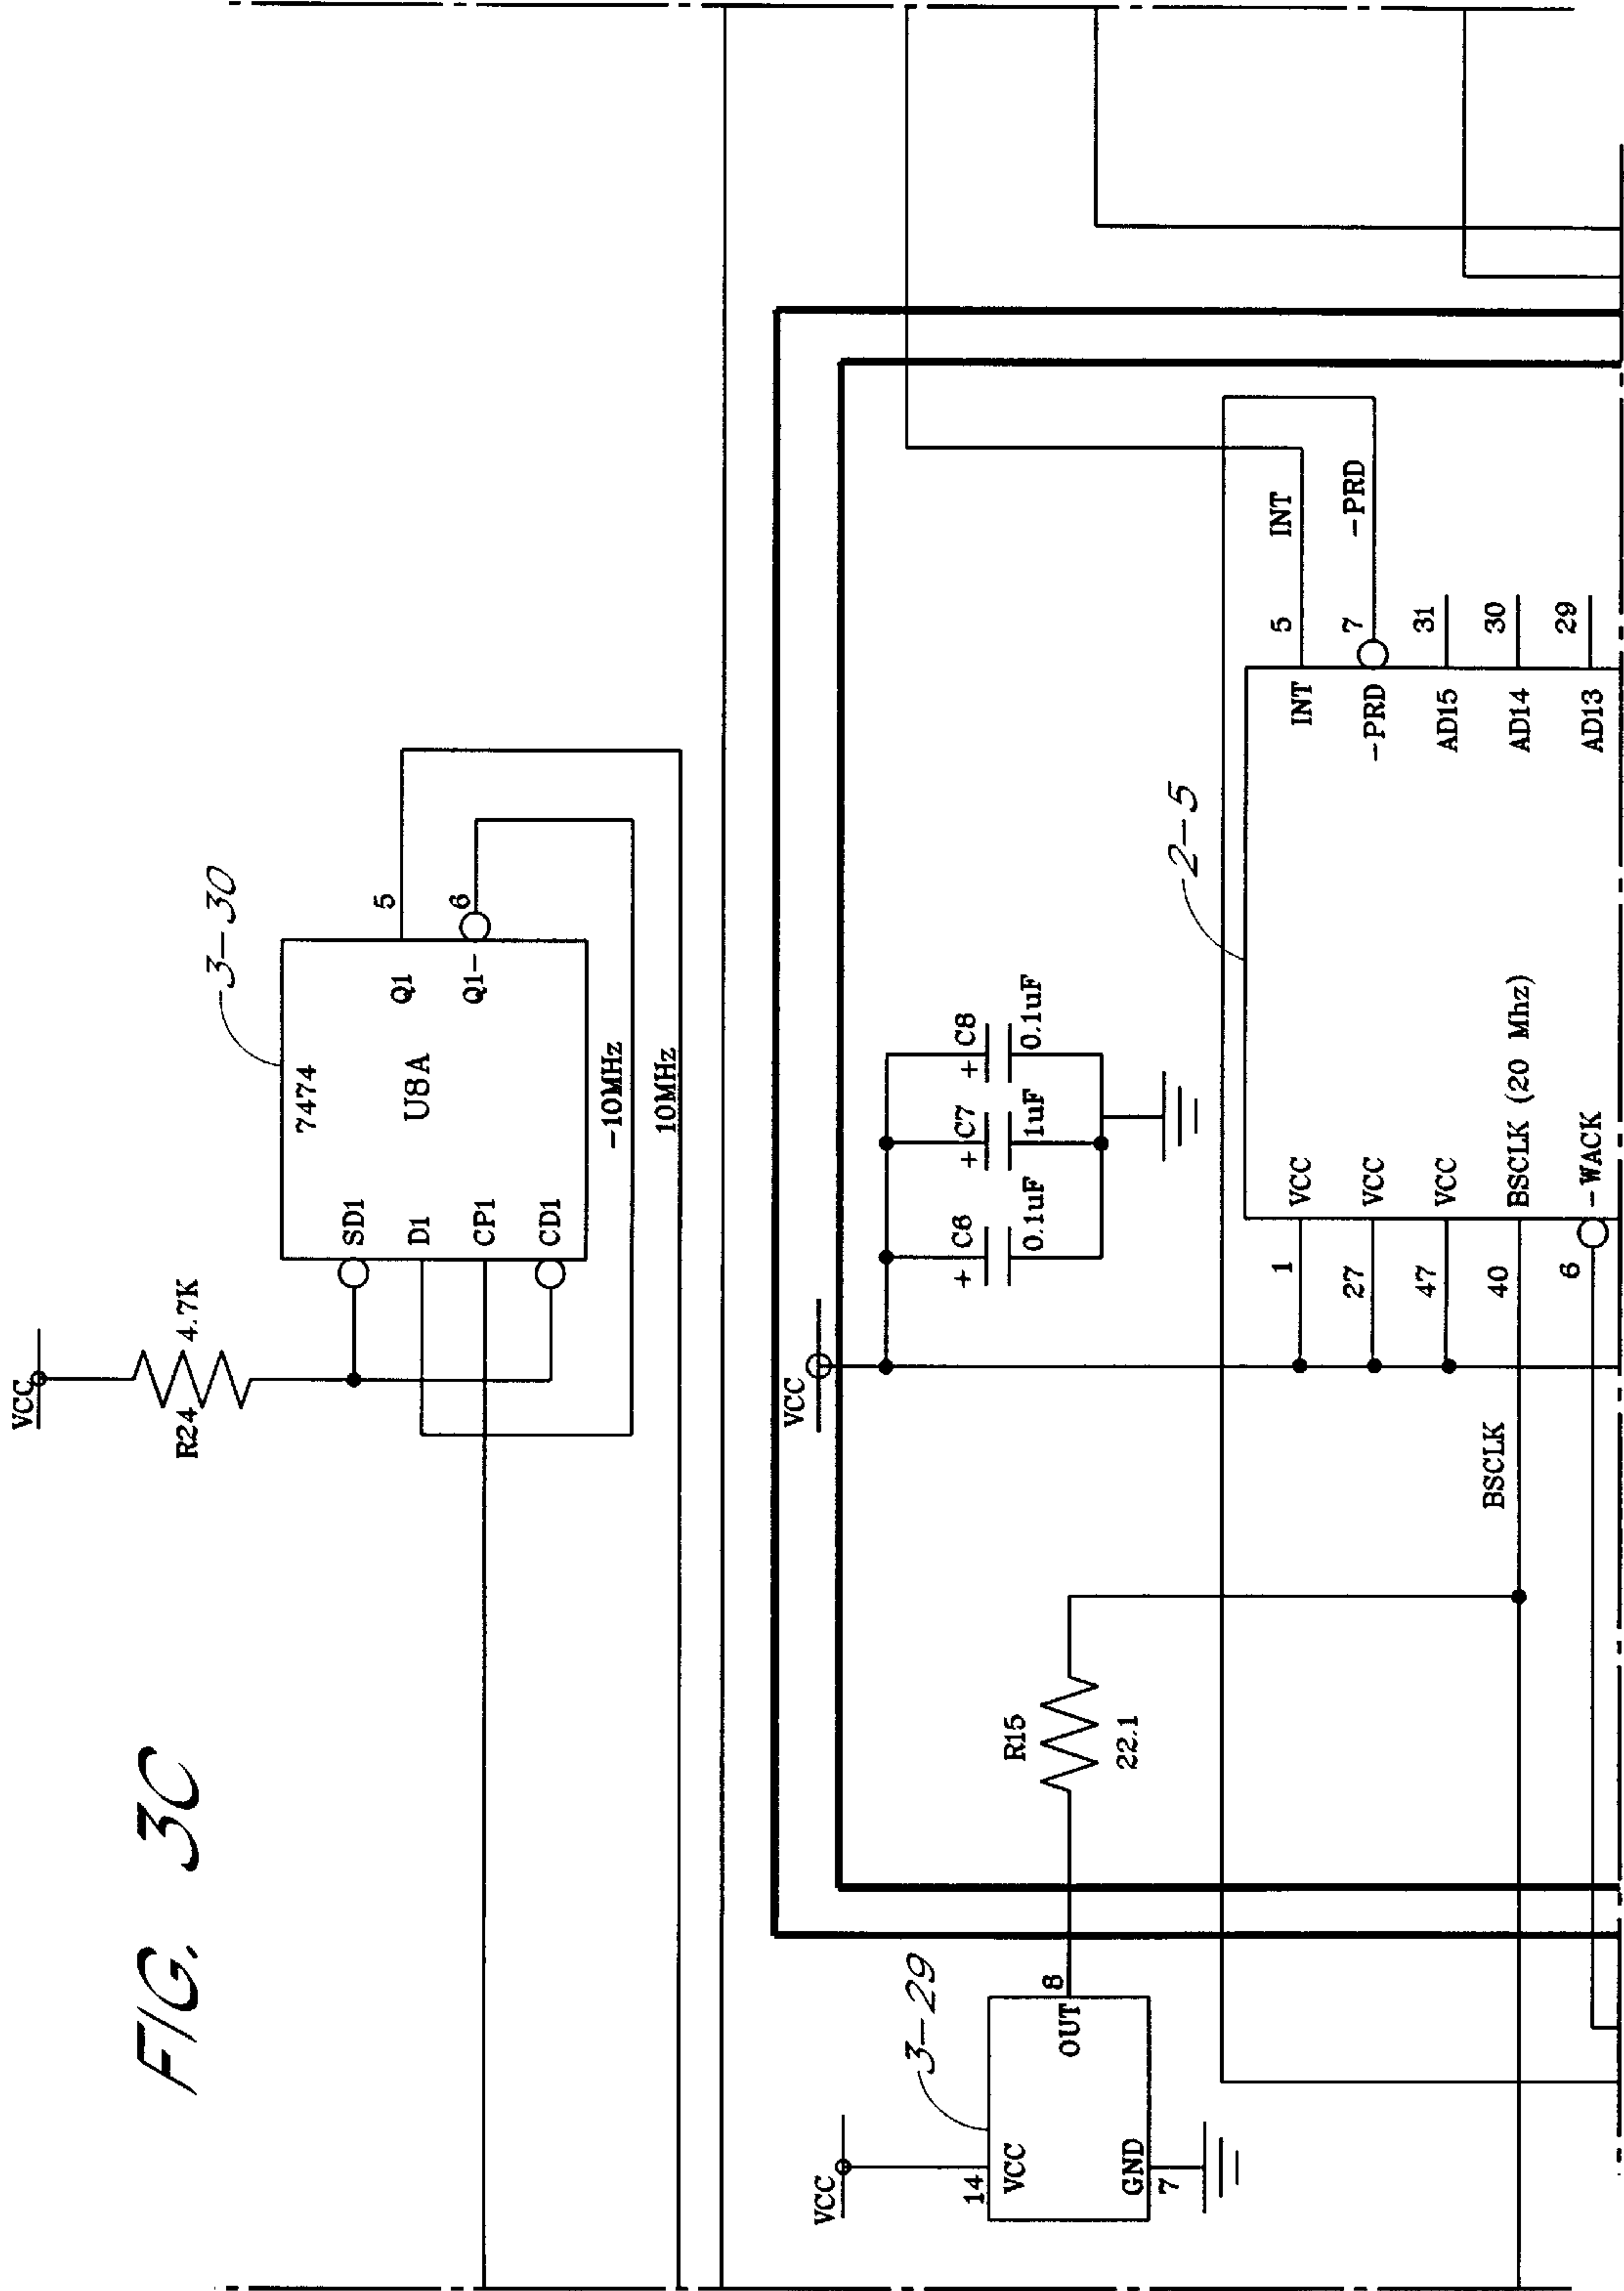 FIG. 3C
VCC
R24 4.7K
3-30
7474
U8A
SD1
D1
CP1
CD1
Q1
Q1-
5
6
-10MHz
10MHz
VCC
+ C6
0.1uF
+ C7
1uF
+ C8
0.1uF
VCC
14
VCC
GND
7
OUT
8
3-29
R15
22.1
BSCLK
2-5
1
VCC
27
VCC
47
VCC
40
BSCLK (20 Mhz)
6
-WACK
INT
5
INT
-PRD
7
-PRD
AD15
31
AD14
30
AD13
29